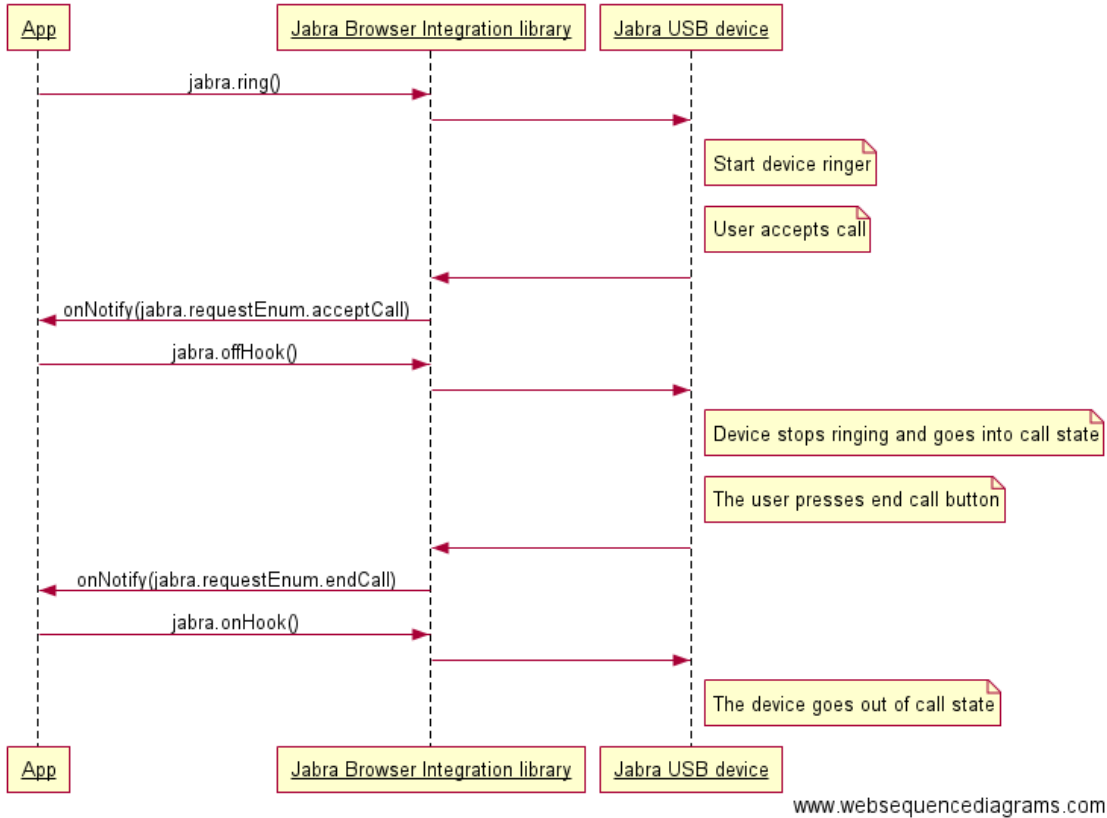 App
Jabra Browser Integration library
Jabra USB device
jabra.ring()
Start device ringer
User accepts call
onNotify(jabra.requestEnum.acceptCall)
jabra.offHook()
Device stops ringing and goes into call state
The user presses end call button
onNotify(jabra.requestEnum.endCall)
jabra.onHook()
The device goes out of call state
App
Jabra Browser Integration library
Jabra USB device
www.websequencediagrams.com